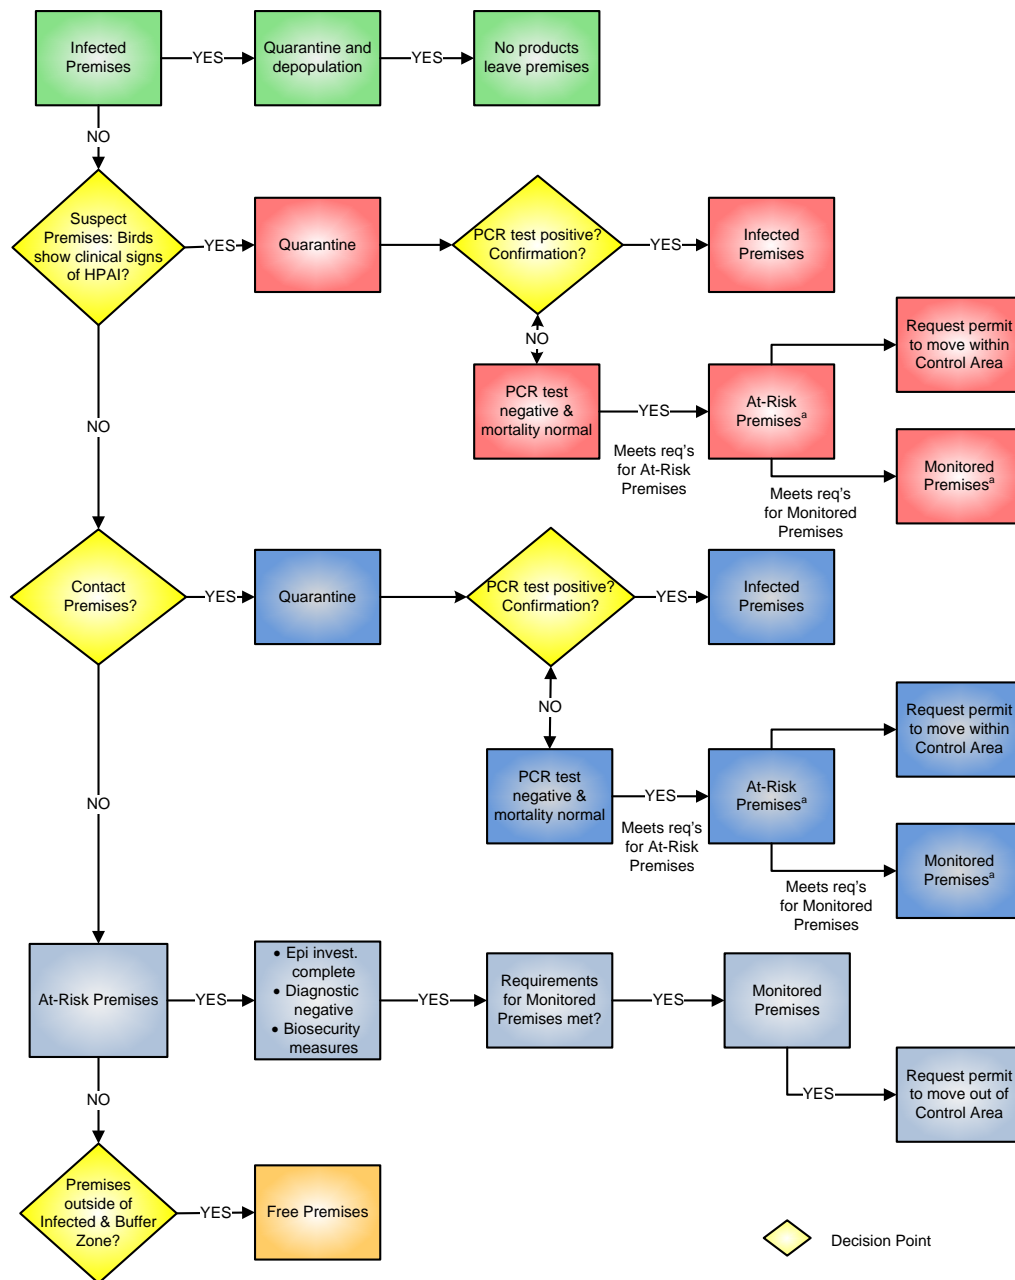 Infected
Premises
YES
Quarantine and
depopulation
YES
No products
leave premises
NO
Suspect
Premises: Birds
show clinical signs
of HPAI?
YES
Quarantine
PCR test positive?
Confirmation?
YES
Infected
Premises
NO
PCR test
negative &
mortality normal
YES
Meets req's
for At-Risk
Premises
At-Risk
Premisesᵃ
Request permit
to move within
Control Area
Meets req's
for Monitored
Premises
Monitored
Premisesᵃ
NO
Contact
Premises?
YES
Quarantine
PCR test positive?
Confirmation?
YES
Infected
Premises
NO
PCR test
negative &
mortality normal
YES
Meets req's
for At-Risk
Premises
At-Risk
Premisesᵃ
Request permit
to move within
Control Area
Meets req's
for Monitored
Premises
Monitored
Premisesᵃ
NO
At-Risk Premises
YES
• Epi invest.
complete
• Diagnostic
negative
• Biosecurity
measures
YES
Requirements
for Monitored
Premises met?
YES
Monitored
Premises
YES
Request permit
to move out of
Control Area
NO
Premises
outside of
Infected & Buffer
Zone?
YES
Free Premises
Decision Point